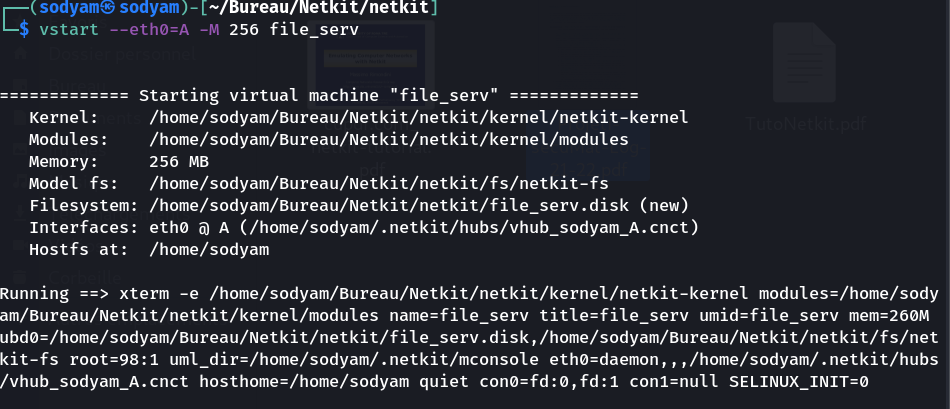 ┌──(sodyam㉿sodyam)-[~/Bureau/Netkit/netkit]
└─$ vstart --eth0=A -M 256 file_serv
Dossier personnel
TutoNetkit.pdf
============= Starting virtual machine "file_serv" =============
Kernel: /home/sodyam/Bureau/Netkit/netkit/kernel/netkit-kernel
Modules: /home/sodyam/Bureau/Netkit/netkit/kernel/modules
Memory: 256 MB
Model fs: /home/sodyam/Bureau/Netkit/netkit/fs/netkit-fs
Filesystem: /home/sodyam/Bureau/Netkit/netkit/file_serv.disk (new)
Interfaces: eth0 @ A (/home/sodyam/.netkit/hubs/vhub_sodyam_A.cnct)
Hostfs at: /home/sodyam
Running ==> xterm -e /home/sodyam/Bureau/Netkit/netkit/kernel/netkit-kernel modules=/home/sody
am/Bureau/Netkit/netkit/kernel/modules name=file_serv title=file_serv umid=file_serv mem=260M
ubd0=/home/sodyam/Bureau/Netkit/netkit/file_serv.disk,/home/sodyam/Bureau/Netkit/netkit/fs/net
kit-fs root=98:1 uml_dir=/home/sodyam/.netkit/mconsole eth0=daemon,,,/home/sodyam/.netkit/hubs
/vhub_sodyam_A.cnct hosthome=/home/sodyam quiet con0=fd:0,fd:1 con1=null SELINUX_INIT=0